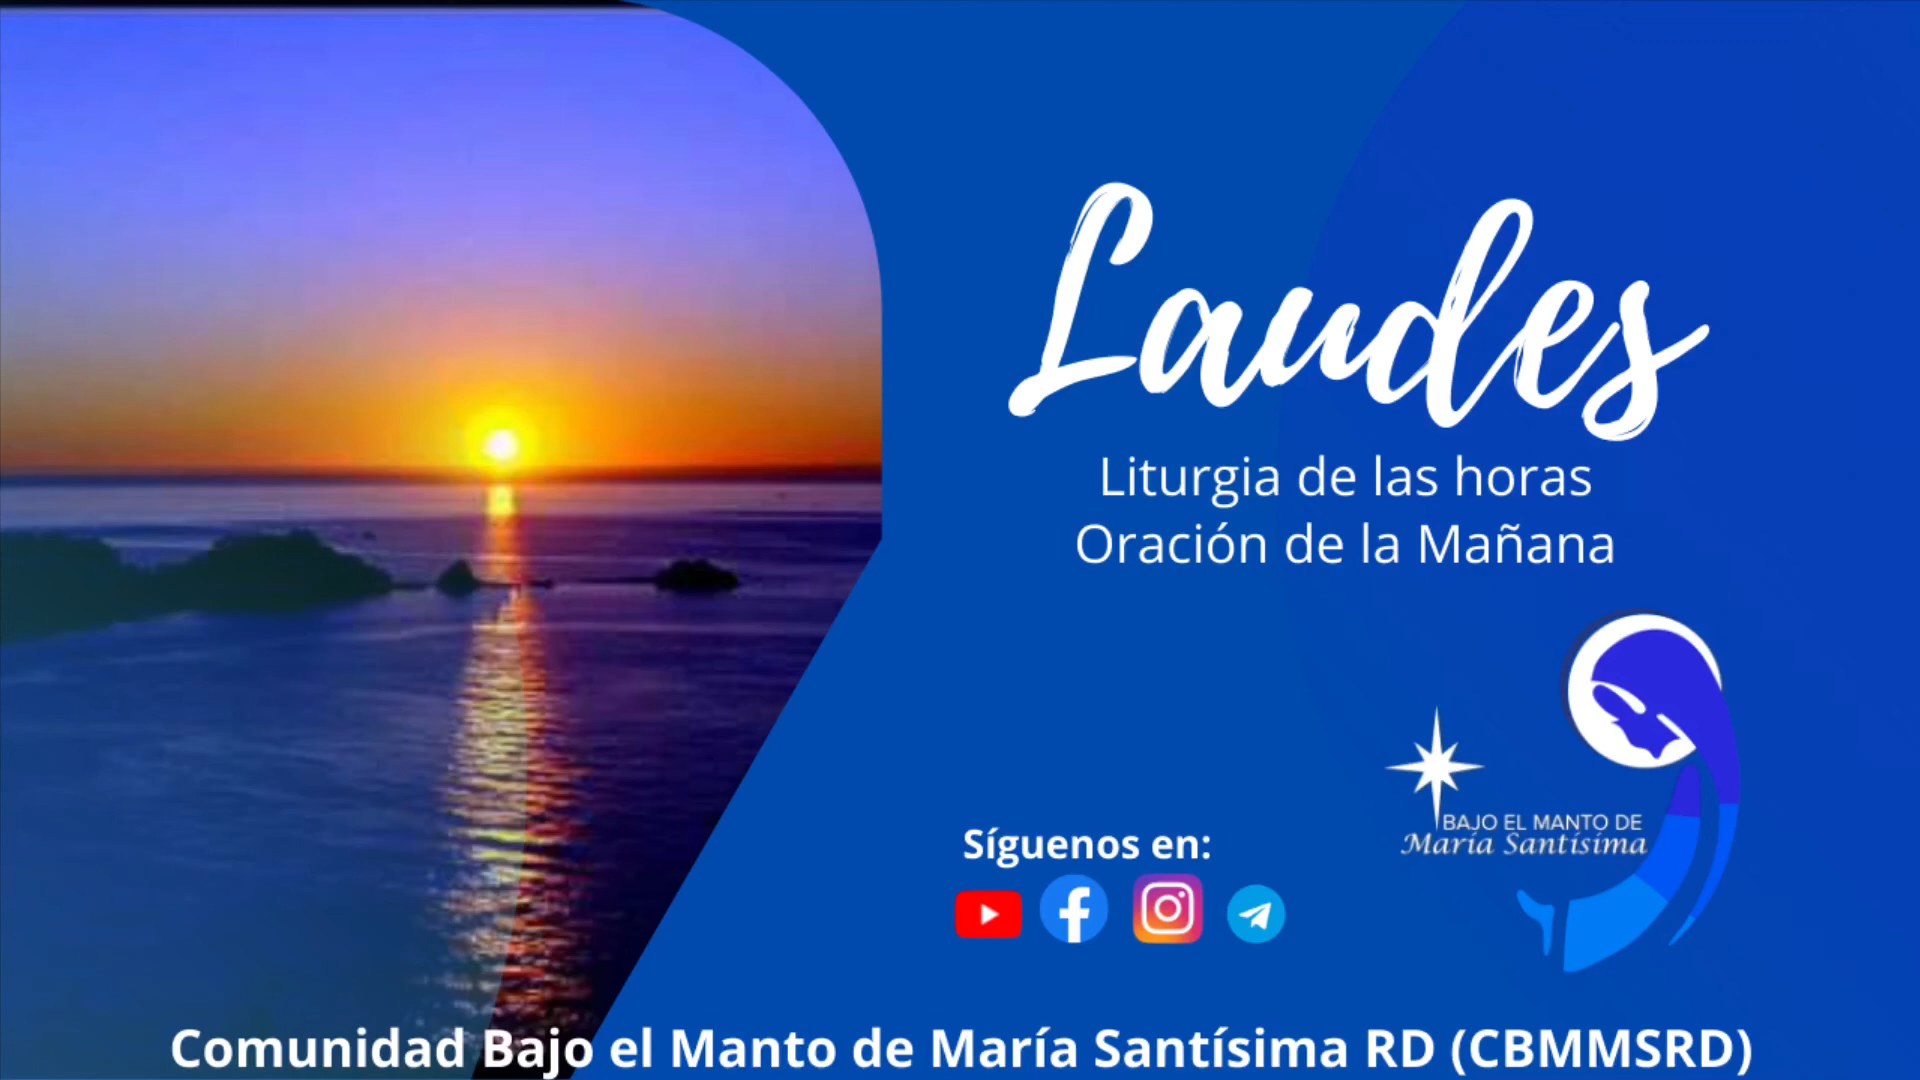 Laudes
Liturgia de las horas
Oración de la Mañana
BAJO EL MANTO DE
María Santísima
Síguenos en:
Comunidad Bajo el Manto de María Santísima RD (CBMMSRD)